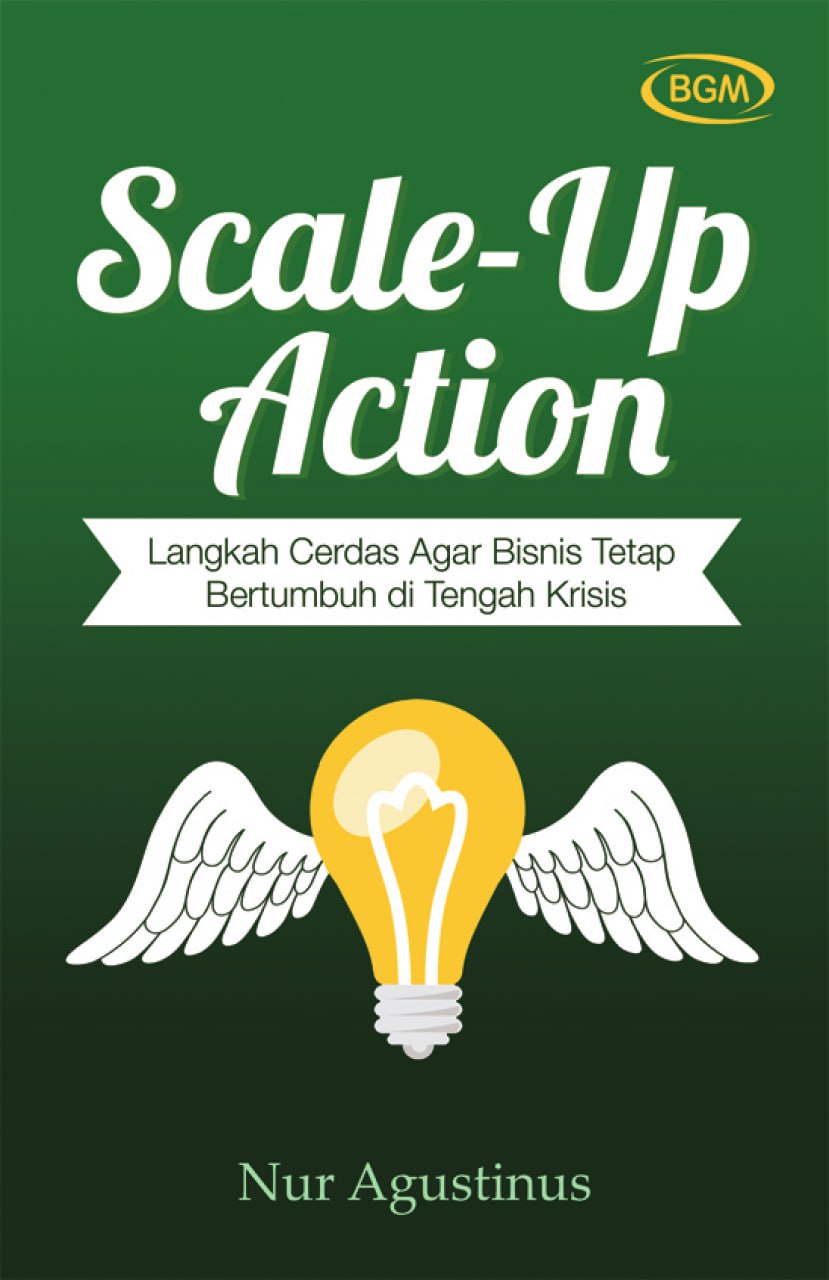 BGM
Scale-Up
Action
Langkah Cerdas Agar Bisnis Tetap
Bertumbuh di Tengah Krisis
Nur Agustinus